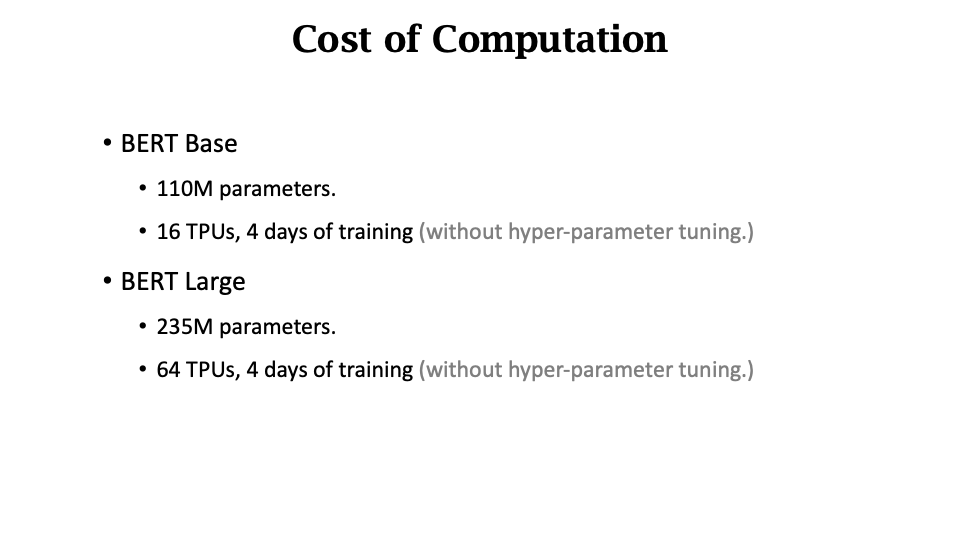 Cost of Computation
• BERT Base
• 110M parameters.
• 16 TPUs, 4 days of training (without hyper-parameter tuning.)
• BERT Large
• 235M parameters.
• 64 TPUs, 4 days of training (without hyper-parameter tuning.)